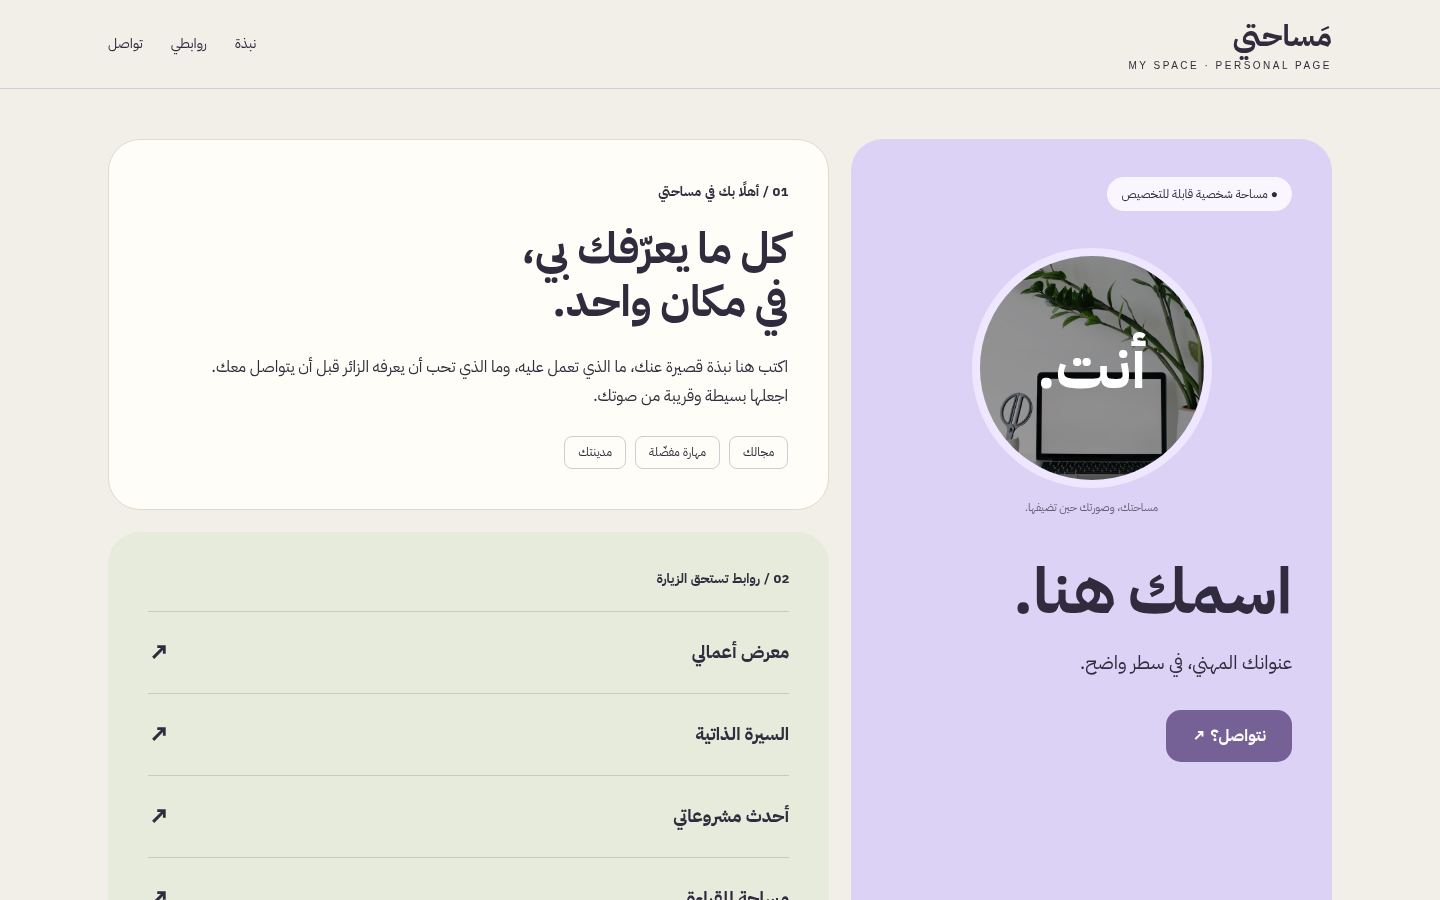 مَساحتي
MY SPACE · PERSONAL PAGE
نبذة
روابطي
تواصل
● مساحة شخصية قابلة للتخصيص
أنت.
مساحتك، وصورتك حين تضيفها.
اسمك هنا.
عنوانك المهني، في سطر واضح.
نتواصل؟ ↗
01 / أهلًا بك في مساحتي
كل ما يعرّفك بي،
في مكان واحد.
اكتب هنا نبذة قصيرة عنك، ما الذي تعمل عليه، وما الذي تحب أن يعرفه الزائر قبل أن يتواصل معك.
اجعلها بسيطة وقريبة من صوتك.
مجالك
مهارة مفضّلة
مدينتك
02 / روابط تستحق الزيارة
معرض أعمالي ↗
السيرة الذاتية ↗
أحدث مشروعاتي ↗
مساحة للقراءة ↗